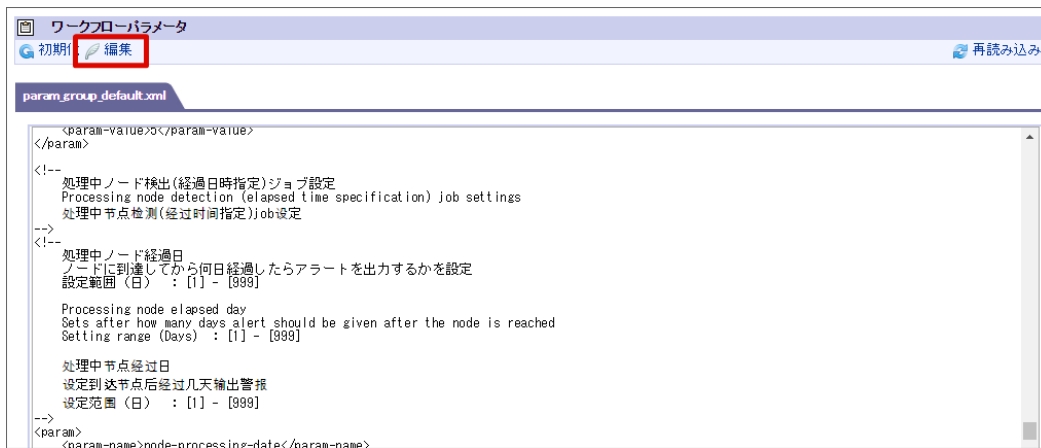 ワークフローパラメータ
初期化 編集 再読み込み
param_group_default.xml
<param-value>5</param-value>
</param>
<!--
処理中ノード検出(経過日時指定)ジョブ設定
Processing node detection (elapsed time specification) job settings
处理中节点检测(经过时间指定)job设定
-->
<!--
処理中ノード経過日
ノードに到達してから何日経過したらアラートを出力するかを設定
設定範囲 (日) : [1] - [999]
Processing node elapsed day
Sets after how many days alert should be given after the node is reached
Setting range (Days) : [1] - [999]
处理中节点经过日
设定到达节点后经过几天输出警报
设定范围 (日) : [1] - [999]
-->
<param>
<param-name>node-processing-date</param-name>